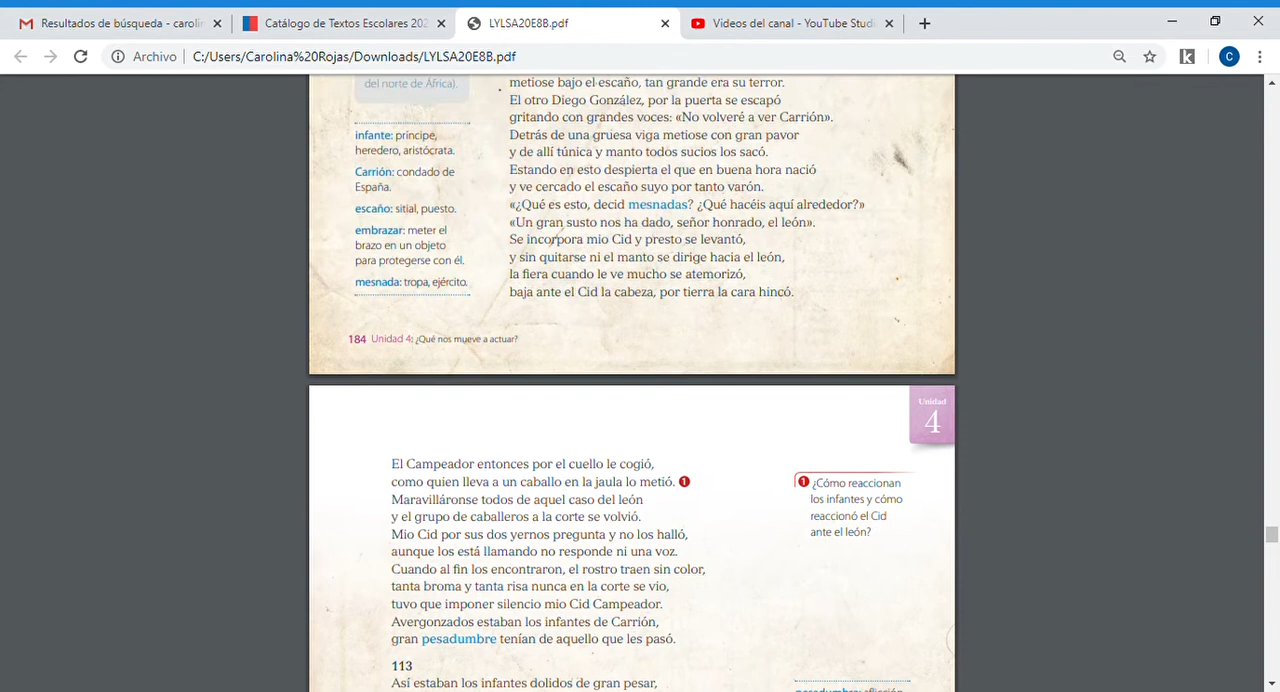 Resultados de búsqueda - carolin
Catálogo de Textos Escolares 202
LYLSA20E8B.pdf
Videos del canal - YouTube Studi
Archivo
C:/Users/Carolina%20Rojas/Downloads/LYLSA20E8B.pdf
C
del norte de África).
infante: príncipe,
heredero, aristócrata.
Carrión: condado de
España.
escaño: sitial, puesto.
embrazar: meter el
brazo en un objeto
para protegerse con él.
mesnada: tropa, ejército.
metiose bajo el escaño, tan grande era su terror.
El otro Diego González, por la puerta se escapó
gritando con grandes voces: «No volveré a ver Carrión».
Detrás de una gruesa viga metiose con gran pavor
y de allí túnica y manto todos sucios los sacó.
Estando en esto despierta el que en buena hora nació
y ve cercado el escaño suyo por tanto varón.
«¿Qué es esto, decid mesnadas? ¿Qué hacéis aquí alrededor?»
«Un gran susto nos ha dado, señor honrado, el león».
Se incorpora mio Cid y presto se levantó,
y sin quitarse ni el manto se dirige hacia el león,
la fiera cuando le ve mucho se atemorizó,
baja ante el Cid la cabeza, por tierra la cara hincó.
184 Unidad 4: ¿Qué nos mueve a actuar?
Unidad
4
El Campeador entonces por el cuello le cogió,
como quien lleva a un caballo en la jaula lo metió. 1
Maravilláronse todos de aquel caso del león
y el grupo de caballeros a la corte se volvió.
Mio Cid por sus dos yernos pregunta y no los halló,
aunque los está llamando no responde ni una voz.
Cuando al fin los encontraron, el rostro traen sin color,
tanta broma y tanta risa nunca en la corte se vio,
tuvo que imponer silencio mio Cid Campeador.
Avergonzados estaban los infantes de Carrión,
gran pesadumbre tenían de aquello que les pasó.
1 ¿Cómo reaccionan
los infantes y cómo
reaccionó el Cid
ante el león?
113
Así estaban los infantes dolidos de gran pesar,
pesadumbre: aflicción,